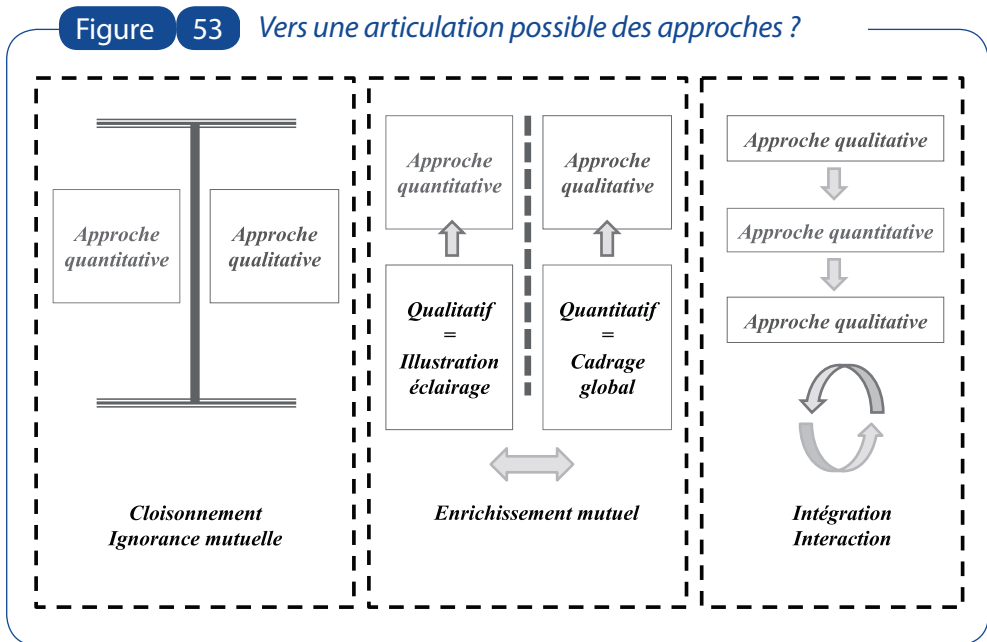 Figure 53 Vers une articulation possible des approches ?
Approche
quantitative
Approche
qualitative
Cloisonnement
Ignorance mutuelle
Approche
quantitative
Approche
qualitative
Qualitatif
=
Illustration
éclairage
Quantitatif
=
Cadrage
global
Enrichissement mutuel
Approche qualitative
Approche quantitative
Approche qualitative
Intégration
Interaction